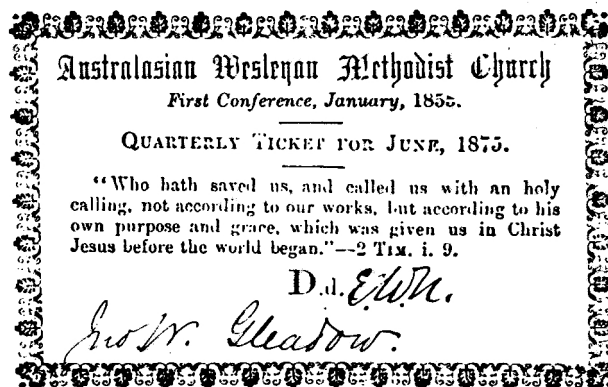 Australasian Wesleyan Methodist Church
First Conference, January, 1855.
QUARTERLY TICKET FOR JUNE, 1875.
"Who hath saved us, and called us with an holy
calling, not according to our works, but according to his
own purpose and grace, which was given us in Christ
Jesus before the world began."—2 TIM. i. 9.
D.d. E.W.N.
Jno W. Gleadow.